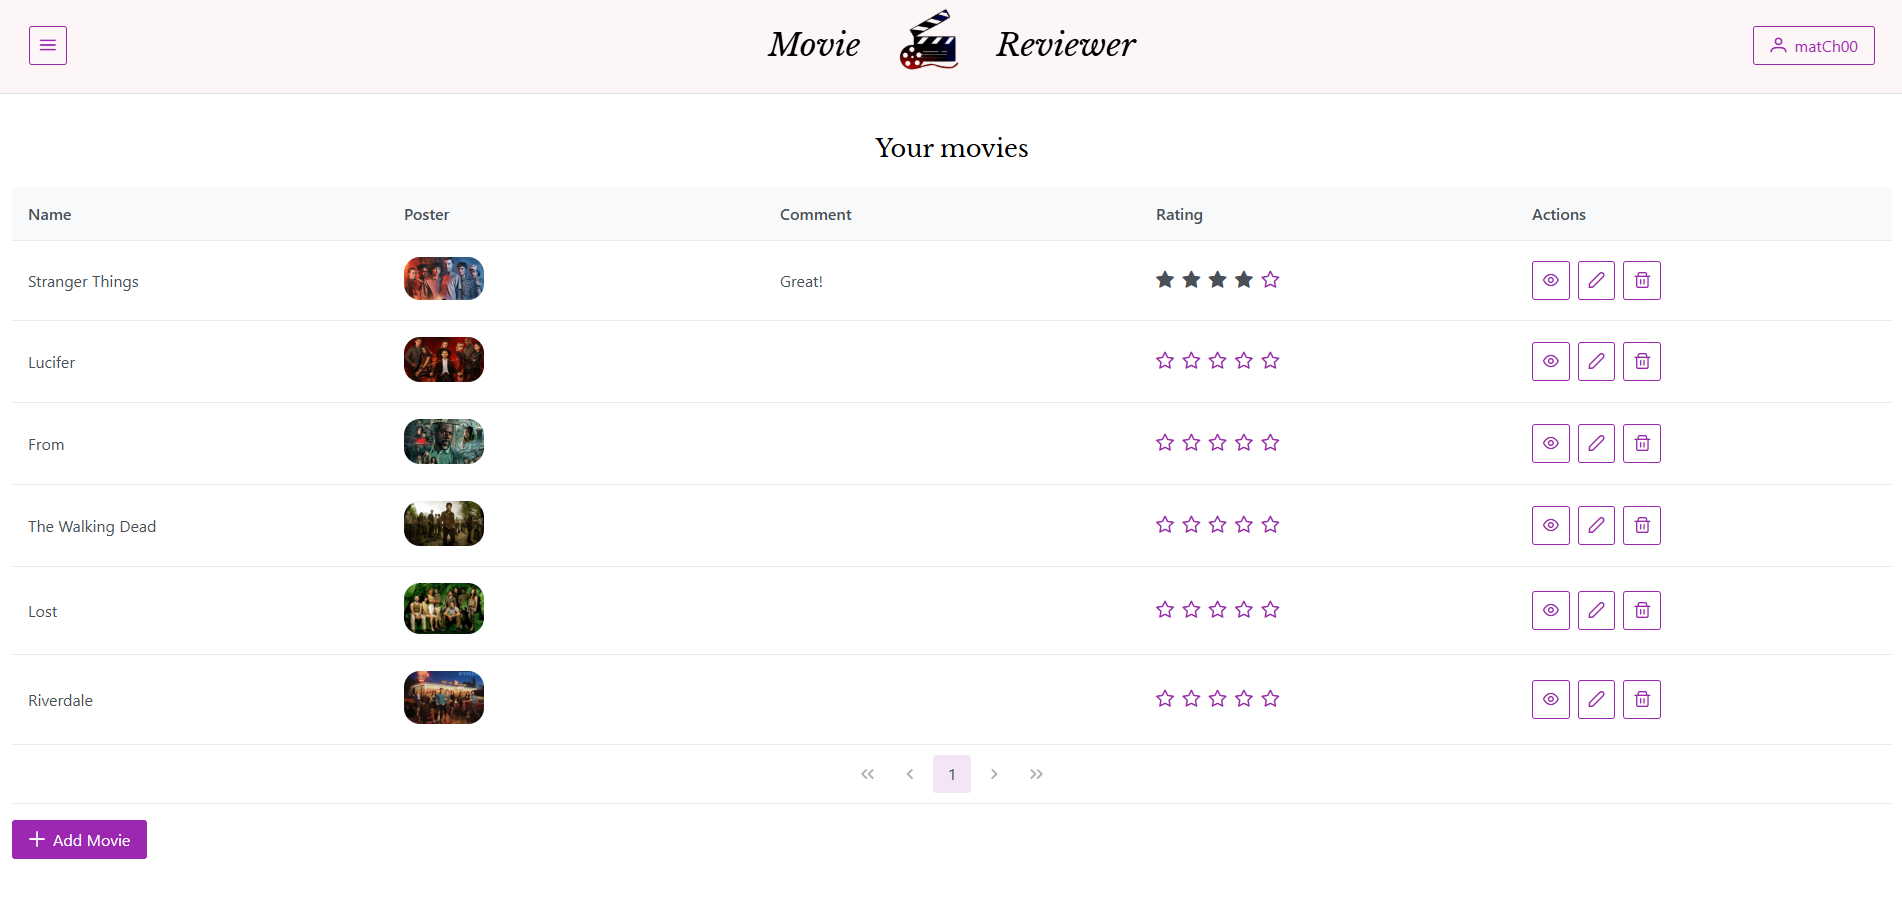 Movie Reviewer
matCh00
Your movies
Name Poster Comment Rating Actions
Stranger Things Great!
Lucifer
From
The Walking Dead
Lost
Riverdale
1
Add Movie